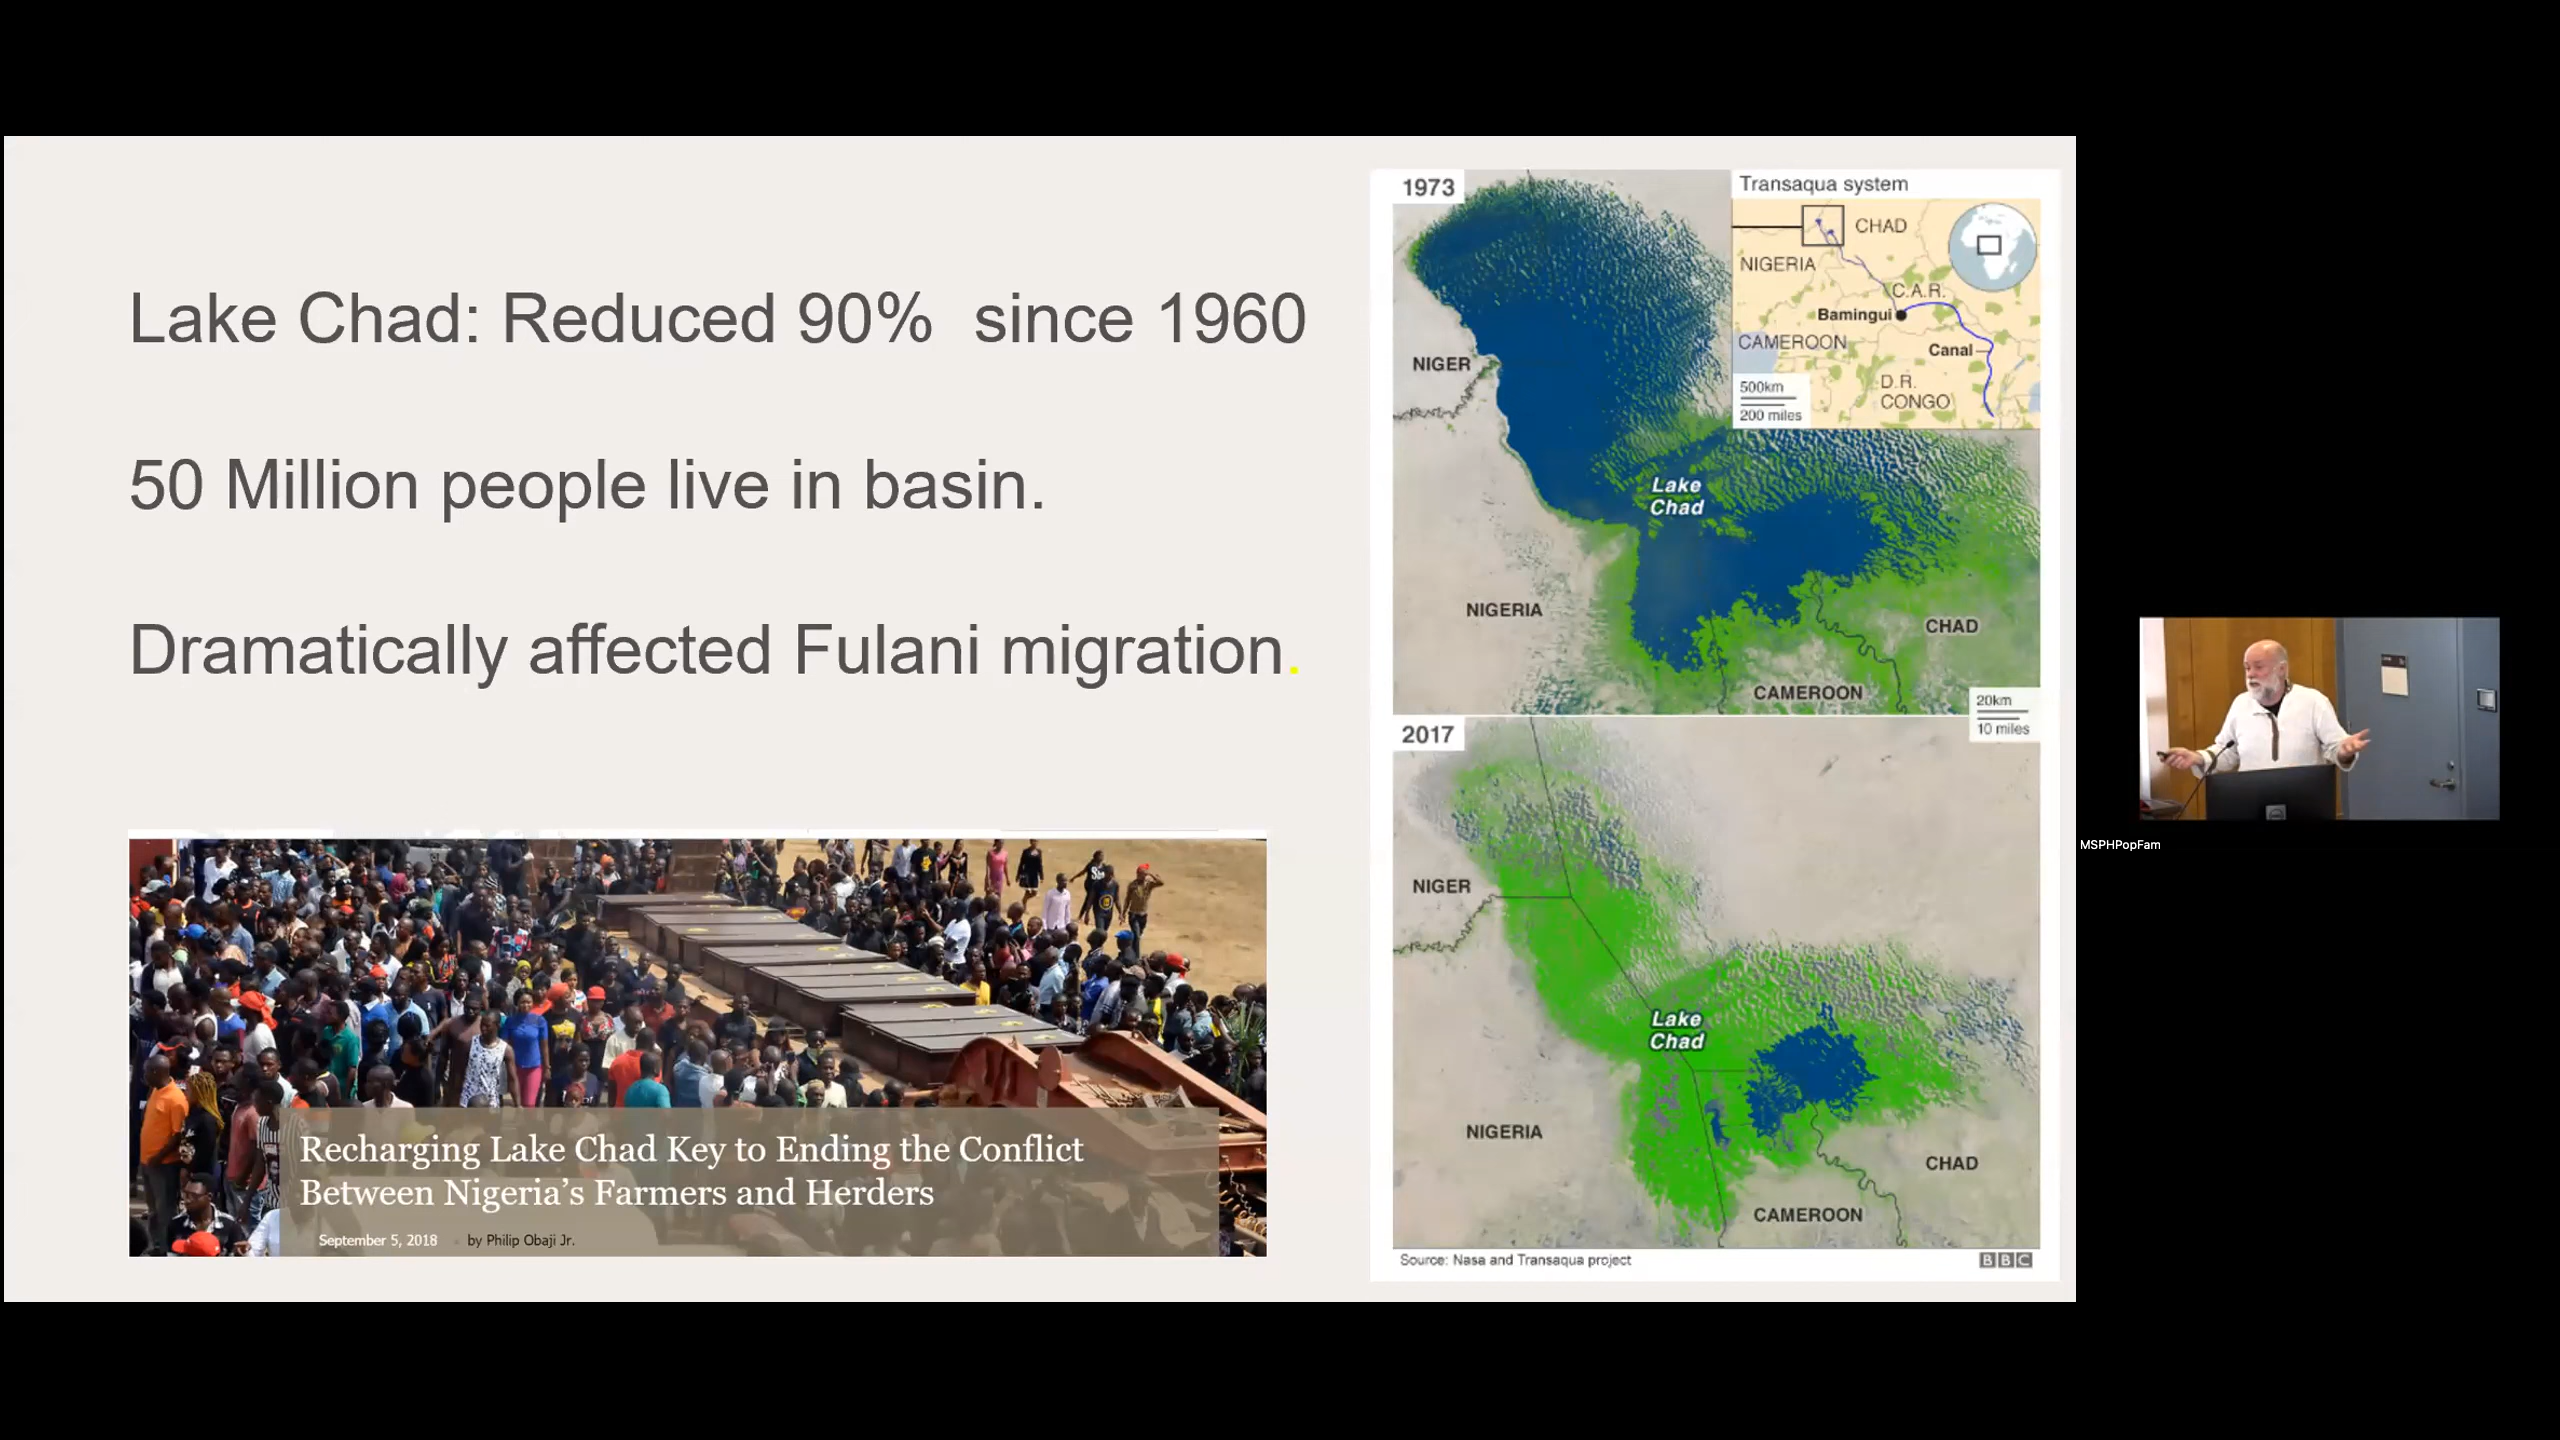 Lake Chad: Reduced 90%  since 1960
50 Million people live in basin.
Dramatically affected Fulani migration.
Recharging Lake Chad Key to Ending the Conflict
Between Nigeria's Farmers and Herders
September 5, 2018 by Philip Obaji Jr.
1973
Transaqua system
CHAD
NIGERIA
C.A.R.
Bamingui
CAMEROON
Canal
500km
200 miles
D.R.
CONGO
NIGER
Lake
Chad
NIGERIA
CHAD
CAMEROON
20km
10 miles
2017
NIGER
Lake
Chad
NIGERIA
CHAD
CAMEROON
Source: Nasa and Transaqua project
BBC
MSPHPopFam